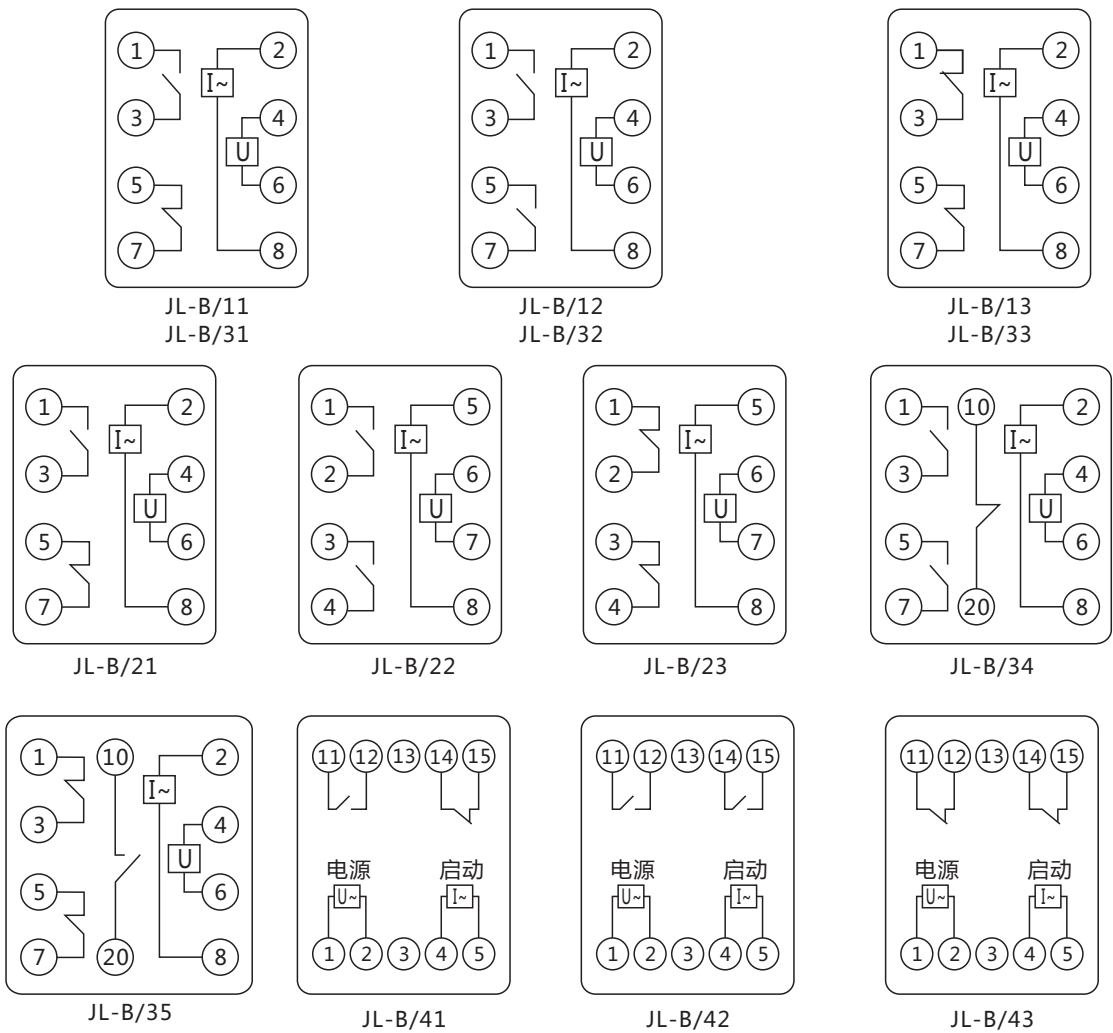 1 2 3 4 5 6 7 8 I~ U
JL-B/11
JL-B/31
1 2 3 4 5 6 7 8 I~ U
JL-B/12
JL-B/32
1 2 3 4 5 6 7 8 I~ U
JL-B/13
JL-B/33
1 2 3 4 5 6 7 8 I~ U
JL-B/21
1 5 2 6 3 7 4 8 I~ U
JL-B/22
1 5 2 6 3 7 4 8 I~ U
JL-B/23
1 10 2 3 4 5 6 7 20 8 I~ U
JL-B/34
1 10 2 3 4 5 6 7 20 8 I~ U
JL-B/35
11 12 13 14 15
电源 启动
U~ I~
1 2 3 4 5
JL-B/41
11 12 13 14 15
电源 启动
U~ I~
1 2 3 4 5
JL-B/42
11 12 13 14 15
电源 启动
U~ I~
1 2 3 4 5
JL-B/43